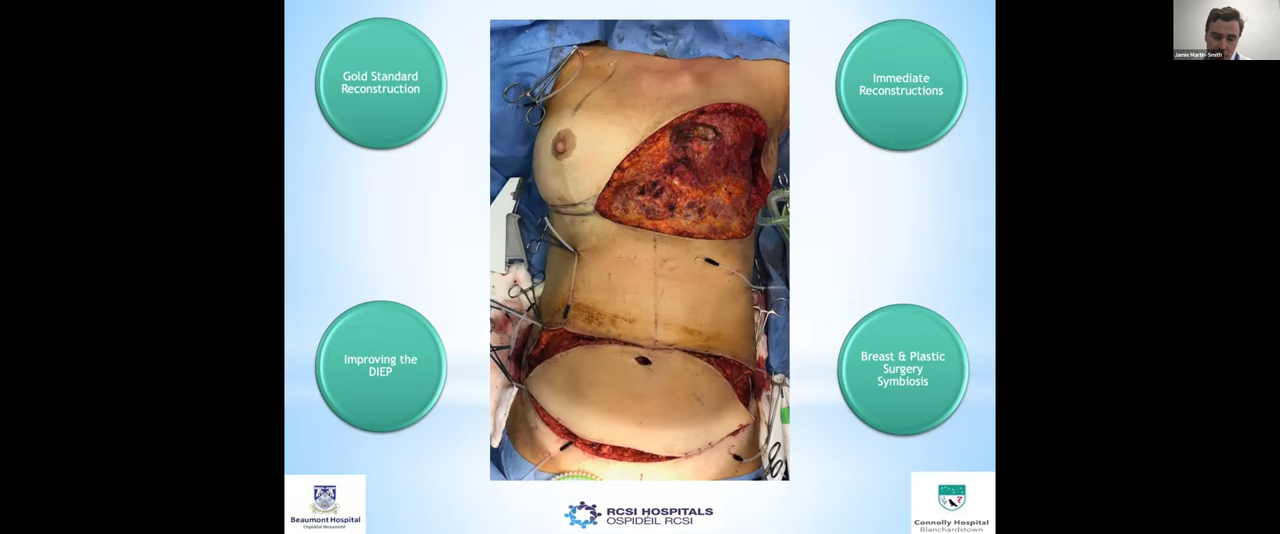 Gold Standard
Reconstruction
Immediate
Reconstructions
Jamie Martin-Smith
Improving the
DIEP
Breast & Plastic
Surgery
Symbiosis
Beaumont Hospital
Ospidéal Beaumont
RCSI HOSPITALS
OSPIDÉIL RCSI
Connolly Hospital
Blanchardstown